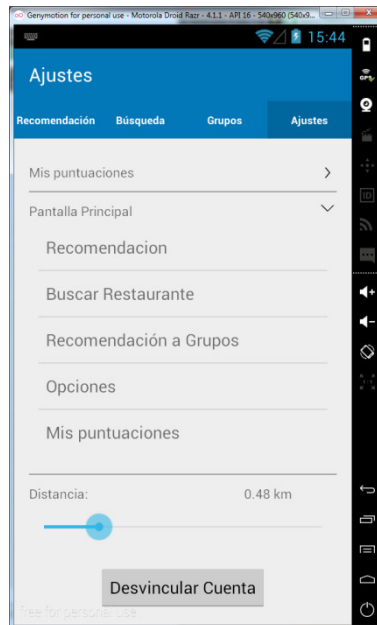 Genymotion for personal use - Motorola Droid Razr - 4.1.1 - API 16 - 540x960 (540x9...
15:44
Ajustes
Recomendación Búsqueda Grupos Ajustes
Mis puntuaciones
Pantalla Principal
Recomendacion
Buscar Restaurante
Recomendación a Grupos
Opciones
Mis puntuaciones
Distancia: 0.48 km
Desvincular Cuenta
free for personal use
GPS
ID